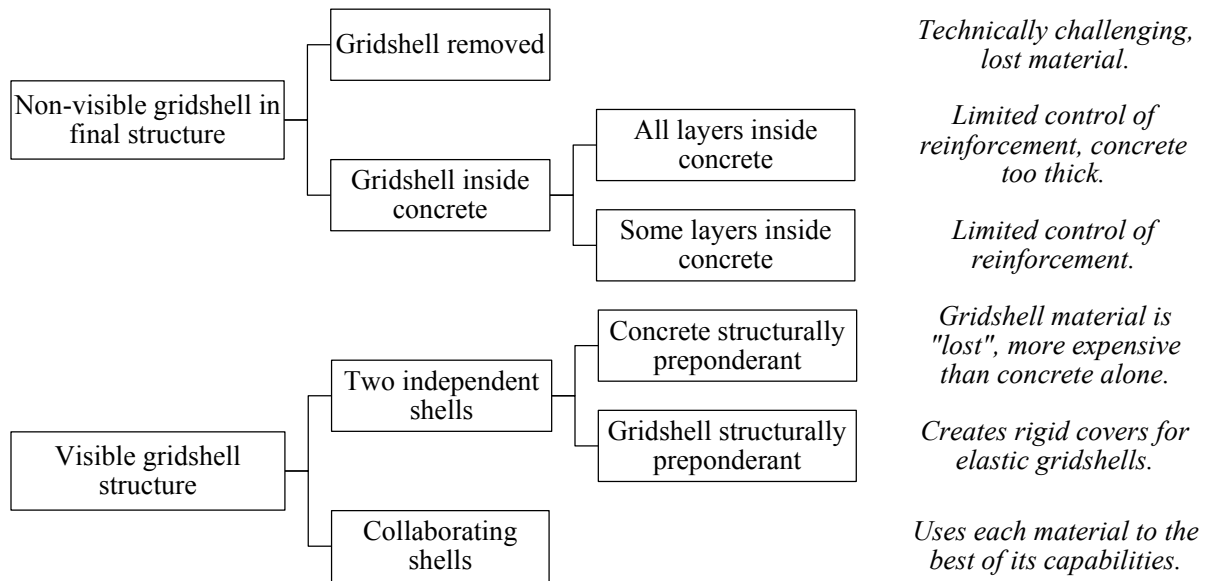 Gridshell removed
Technically challenging,
lost material.
Non-visible gridshell in
final structure
Gridshell inside
concrete
All layers inside
concrete
Limited control of
reinforcement, concrete
too thick.
Some layers inside
concrete
Limited control of
reinforcement.
Visible gridshell
structure
Two independent
shells
Concrete structurally
preponderant
Gridshell material is
"lost", more expensive
than concrete alone.
Gridshell structurally
preponderant
Creates rigid covers for
elastic gridshells.
Collaborating
shells
Uses each material to the
best of its capabilities.